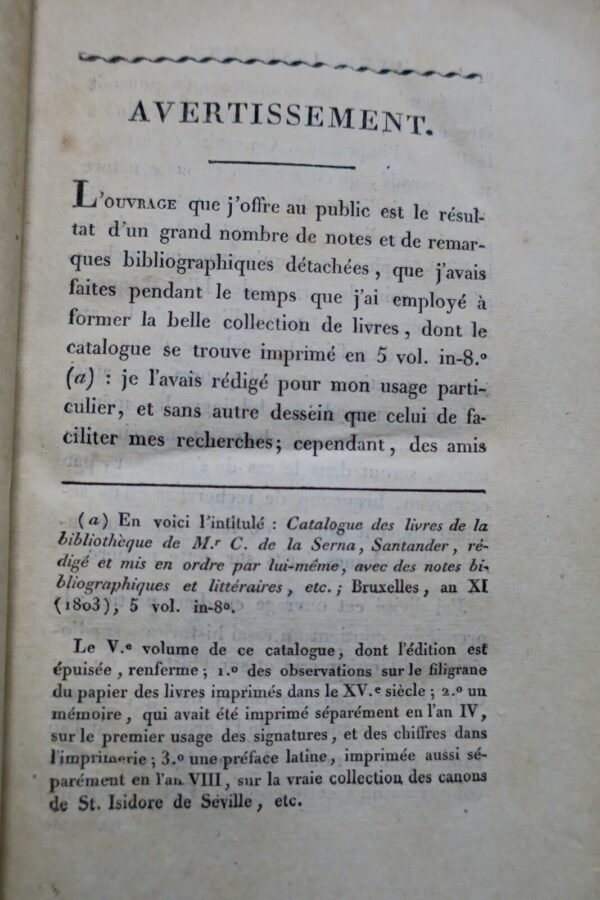 AVERTISSEMENT.
L'OUVRAGE que j'offre au public est le résul-
tat d'un grand nombre de notes et de remar-
ques bibliographiques détachées, que j'avais
faites pendant le temps que j'ai employé à
former la belle collection de livres, dont le
catalogue se trouve imprimé en 5 vol. in-8.º
(a) : je l'avais rédigé pour mon usage parti-
culier, et sans autre dessein que celui de fa-
ciliter mes recherches; cependant, des amis
(a) En voici l'intitulé : Catalogue des livres de la
bibliothèque de M.r C. de la Serna, Santander, ré-
digé et mis en ordre par lui-même, avec des notes bi-
bliographiques et littéraires, etc.; Bruxelles, an XI
(1803), 5 vol. in-8º.
Le V.e volume de ce catalogue, dont l'édition est
épuisée, renferme; 1.º des observations sur le filigrane
du papier des livres imprimés dans le XV.e siècle; 2.º un
mémoire, qui avait été imprimé séparément en l'an IV,
sur le premier usage des signatures, et des chiffres dans
l'imprimerie; 3.º une préface latine, imprimée aussi sé-
parément en l'an VIII, sur la vraie collection des canons
de St. Isidore de Séville, etc.